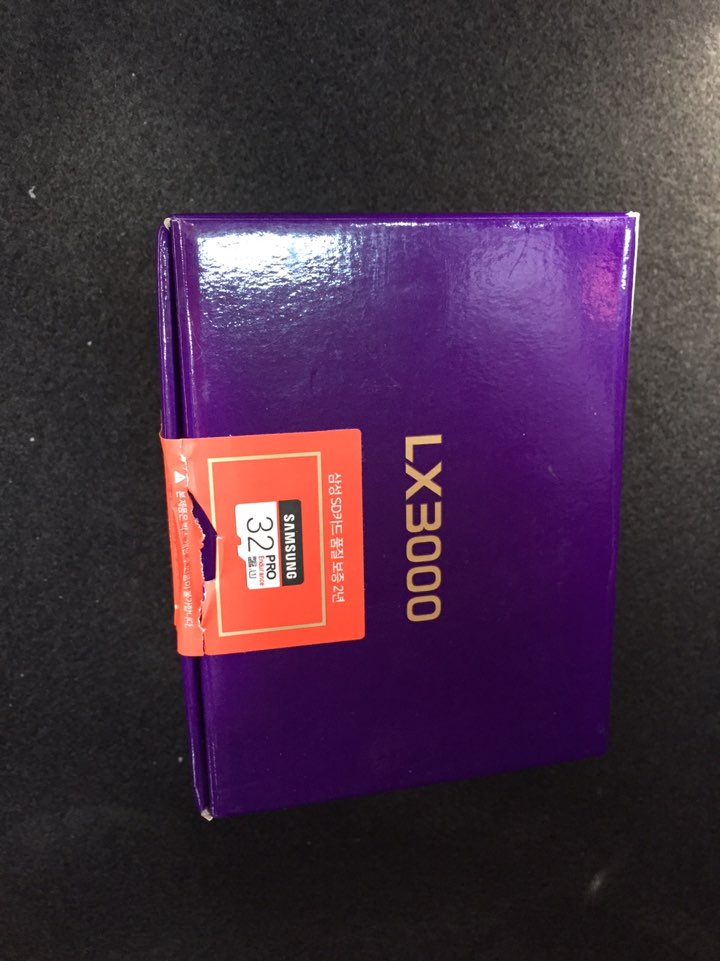 LX3000
삼성 SD카드 품질 보증 2년
SAMSUNG
32 PRO
Endurance